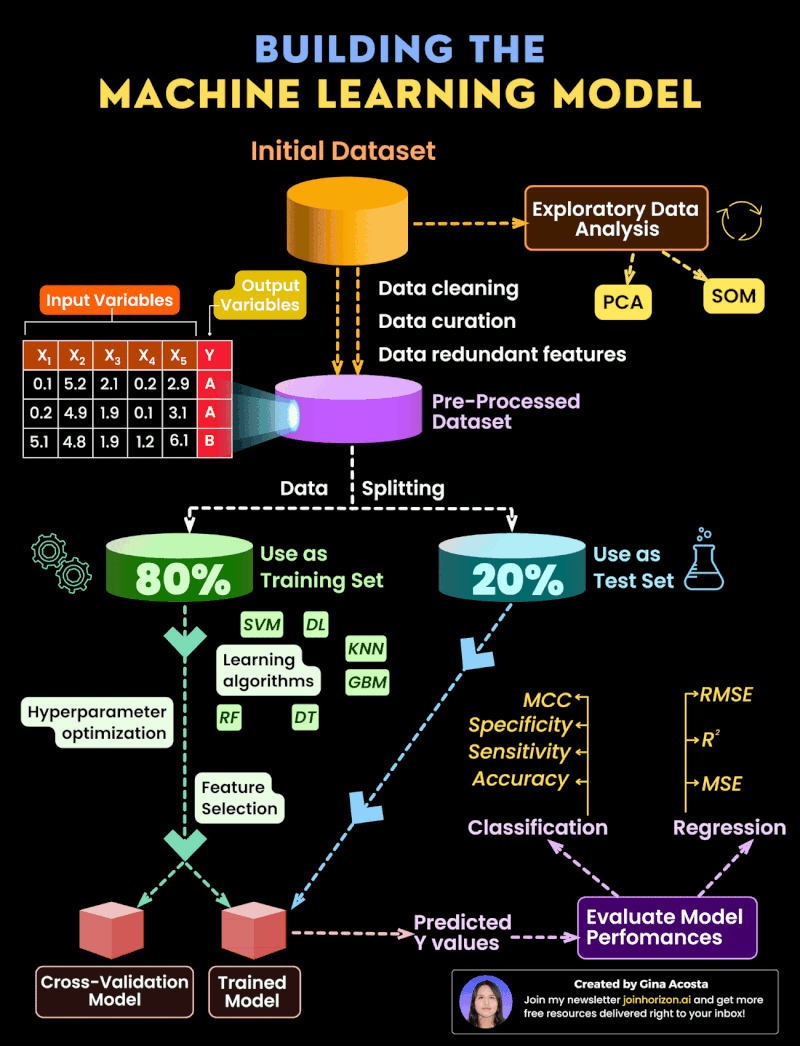 BUILDING THE
MACHINE LEARNING MODEL
Initial Dataset
Exploratory Data
Analysis
PCA
SOM
Data cleaning
Data curation
Data redundant features
Input Variables
Output
Variables
X1 X2 X3 X4 X5 Y
0.1 5.2 2.1 0.2 2.9 A
0.2 4.9 1.9 0.1 3.1 A
5.1 4.8 1.9 1.2 6.1 B
Pre-Processed
Dataset
Data Splitting
80%
Use as
Training Set
20%
Use as
Test Set
SVM
DL
KNN
Learning
algorithms
GBM
RF
DT
Hyperparameter
optimization
Feature
Selection
MCC
Specificity
Sensitivity
Accuracy
Classification
RMSE
R²
MSE
Regression
Cross-Validation
Model
Trained
Model
Predicted
Y values
Evaluate Model
Perfomances
Created by Gina Acosta
Join my newsletter joinhorizon.ai and get more
free resources delivered right to your inbox!